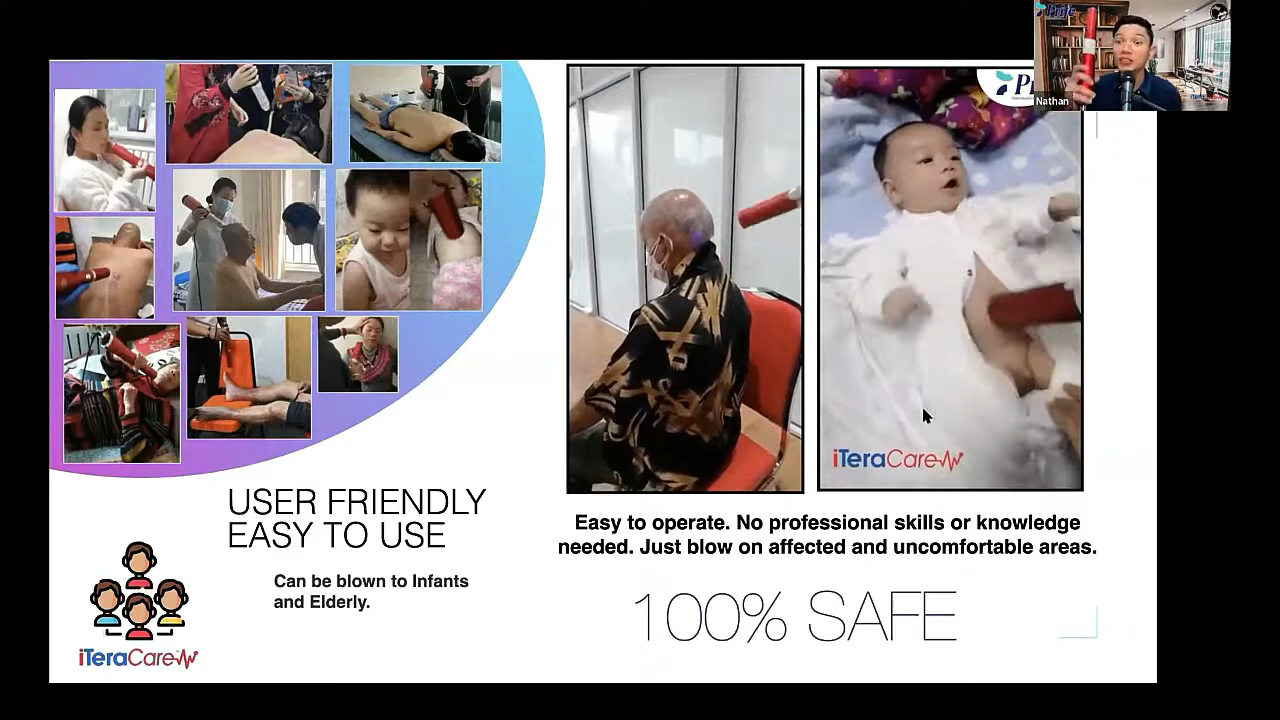 Prife
Nathan
iTeraCare
USER FRIENDLY
EASY TO USE
Can be blown to Infants
and Elderly.
iTeraCare
Easy to operate. No professional skills or knowledge
needed. Just blow on affected and uncomfortable areas.
100% SAFE